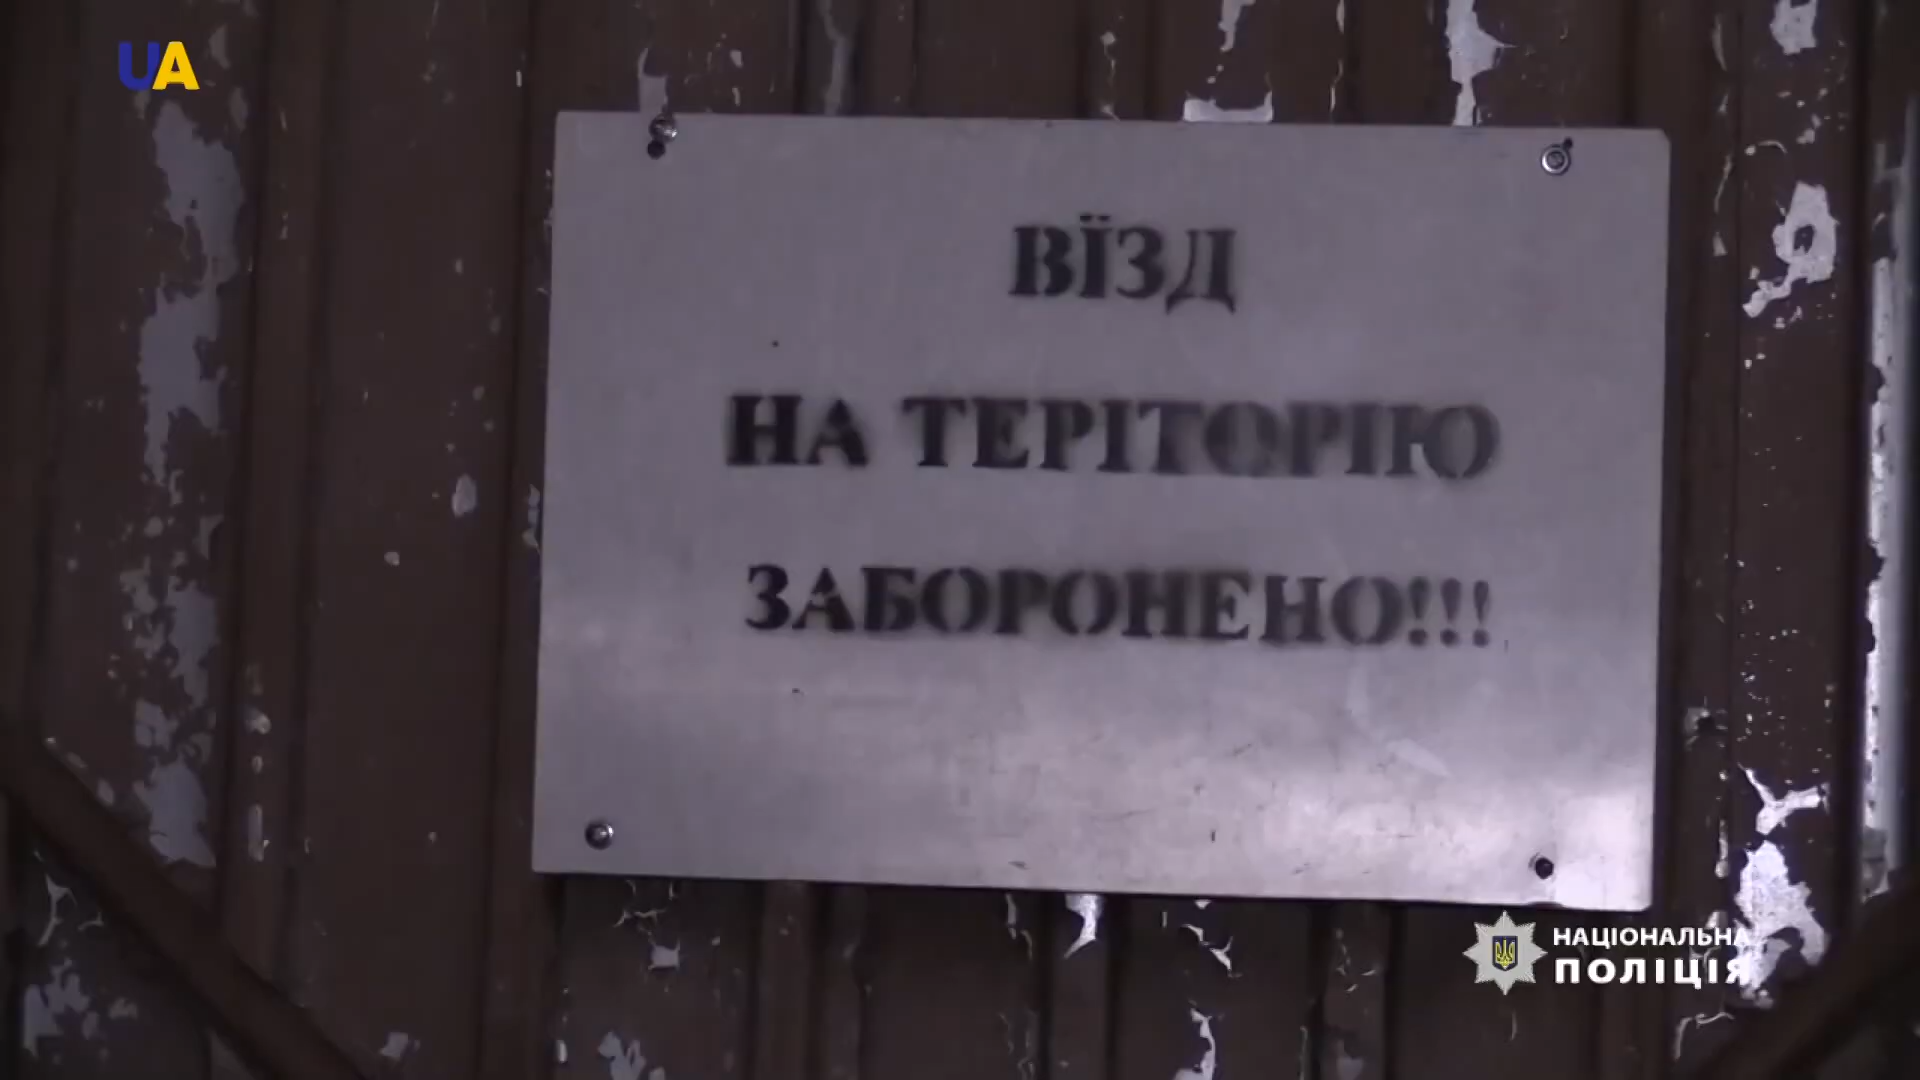 UA
ВЇЗД
НА ТЕРІТОРІЮ
ЗАБОРОНЕНО!!!
НАЦІОНАЛЬНА
ПОЛІЦІЯ